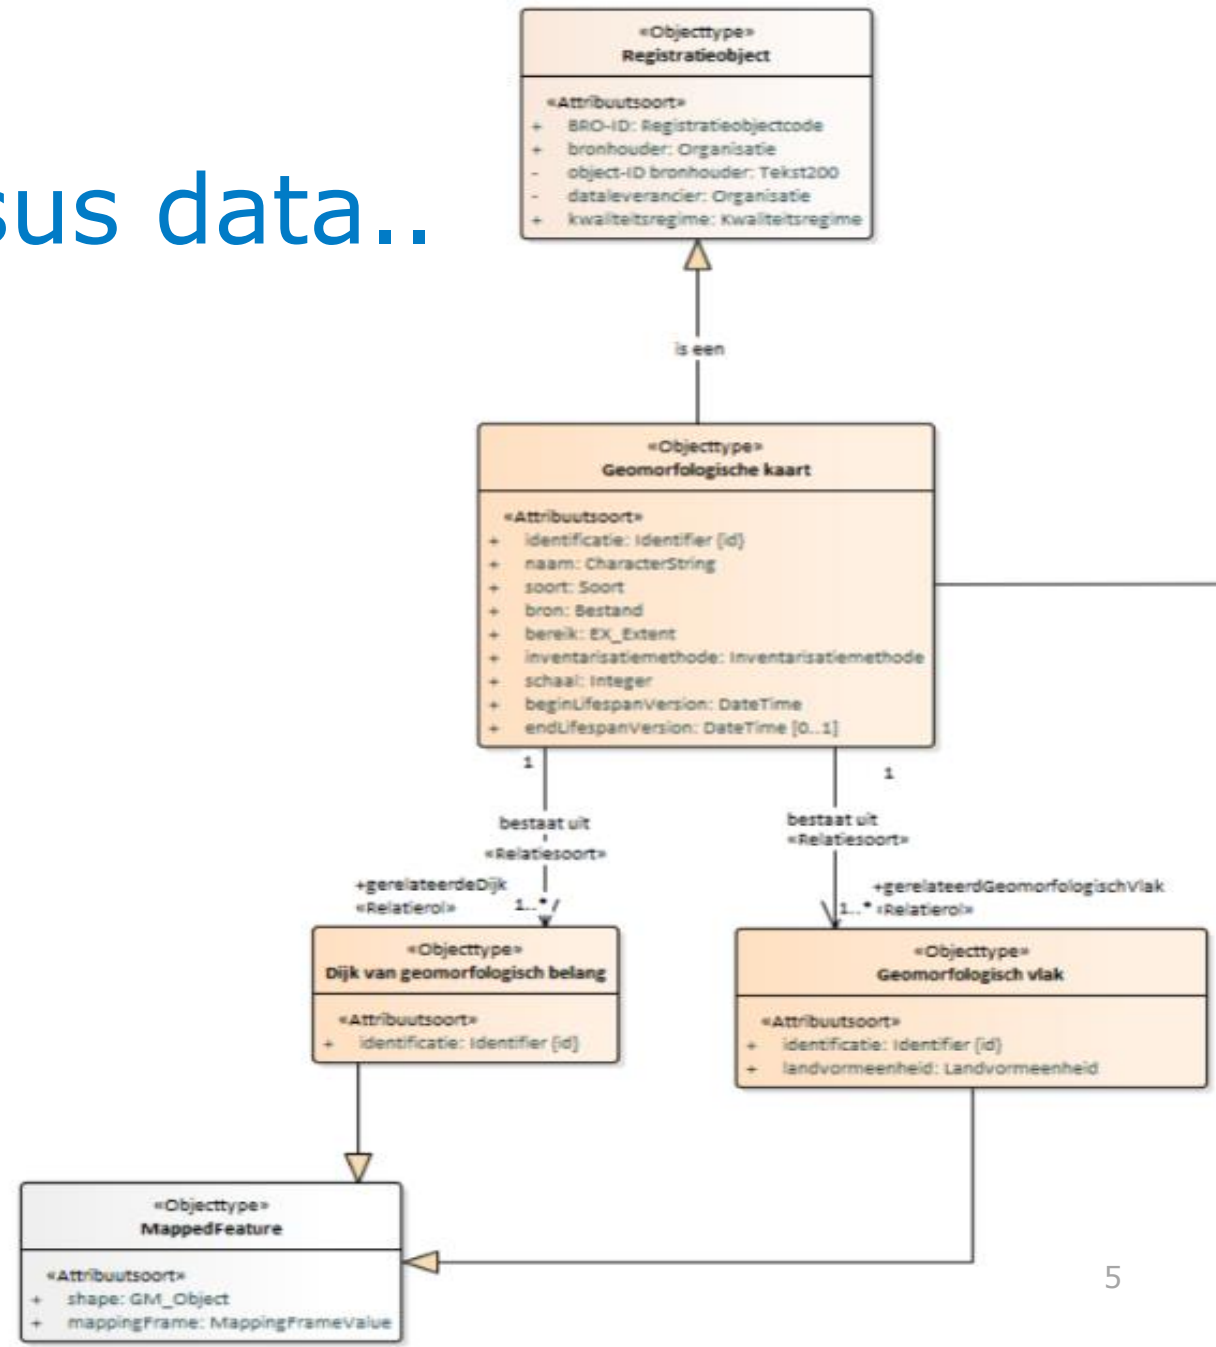 «Objecttype»
Registratieobject
«Attribuutsoort»
+ BRO-ID: Registratieobjectcode
+ bronhouder: Organisatie
- object-ID bronhouder: Tekst200
- dataleverancier: Organisatie
+ kwaliteitsregime: Kwaliteitsregime
sus data..
is een
«Objecttype»
Geomorfologische kaart
«Attribuutsoort»
+ identificatie: Identifier {id}
+ naam: CharacterString
+ soort: Soort
+ bron: Bestand
+ bereik: EX_Extent
+ inventarisatiemethode: Inventarisatiemethode
+ schaal: Integer
+ beginLifespanVersion: DateTime
+ endLifespanVersion: DateTime [0..1]
1
1
bestaat uit
«Relatiesoort»
bestaat uit
«Relatiesoort»
+gerelateerdeDijk
«Relatierol»
1..*
+gerelateerdGeomorfologischVlak
1..* «Relatierol»
«Objecttype»
Dijk van geomorfologisch belang
«Attribuutsoort»
+ identificatie: Identifier {id}
«Objecttype»
Geomorfologisch vlak
«Attribuutsoort»
+ identificatie: Identifier {id}
+ landvormeenheid: Landvormeenheid
«Objecttype»
MappedFeature
«Attribuutsoort»
+ shape: GM_Object
+ mappingFrame: MappingFrameValue
5